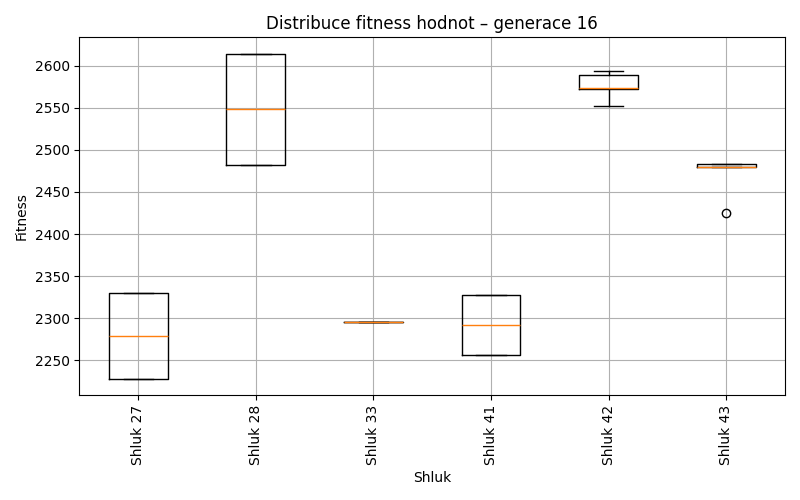 Distribuce fitness hodnot – generace 16
Fitness
2600
2550
2500
2450
2400
2350
2300
2250
Shluk 27
Shluk 28
Shluk 33
Shluk 41
Shluk 42
Shluk 43
Shluk